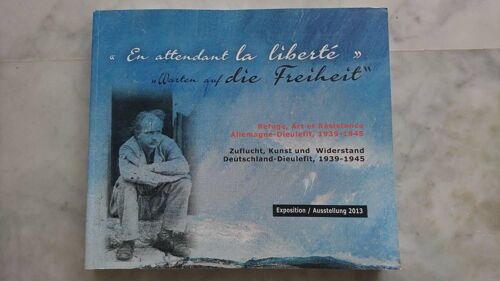 « En attendant la liberté »
„Warten auf die Freiheit“
Refuge, Art et Résistance
Allemagne-Dieulefit, 1939-1945
Zuflucht, Kunst und Widerstand
Deutschland-Dieulefit, 1939-1945
Exposition / Ausstellung 2013